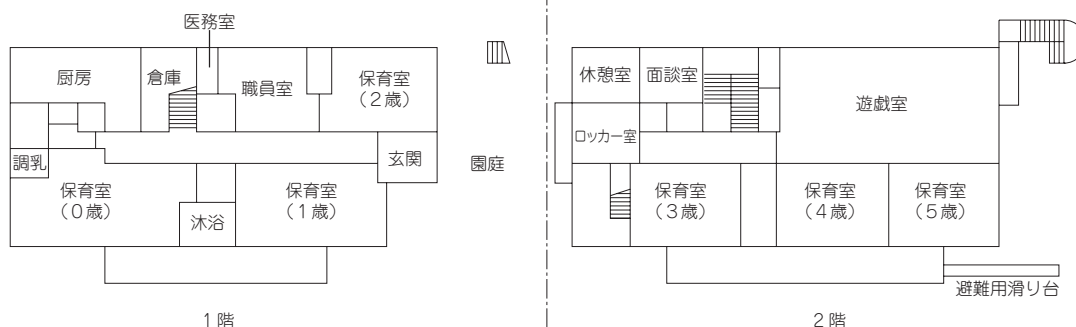 医務室
厨房
倉庫
職員室
保育室
（2歳）
調乳
玄関
園庭
保育室
（0歳）
沐浴
保育室
（1歳）
1階
休憩室
面談室
遊戯室
ロッカー室
保育室
（3歳）
保育室
（4歳）
保育室
（5歳）
避難用滑り台
2階